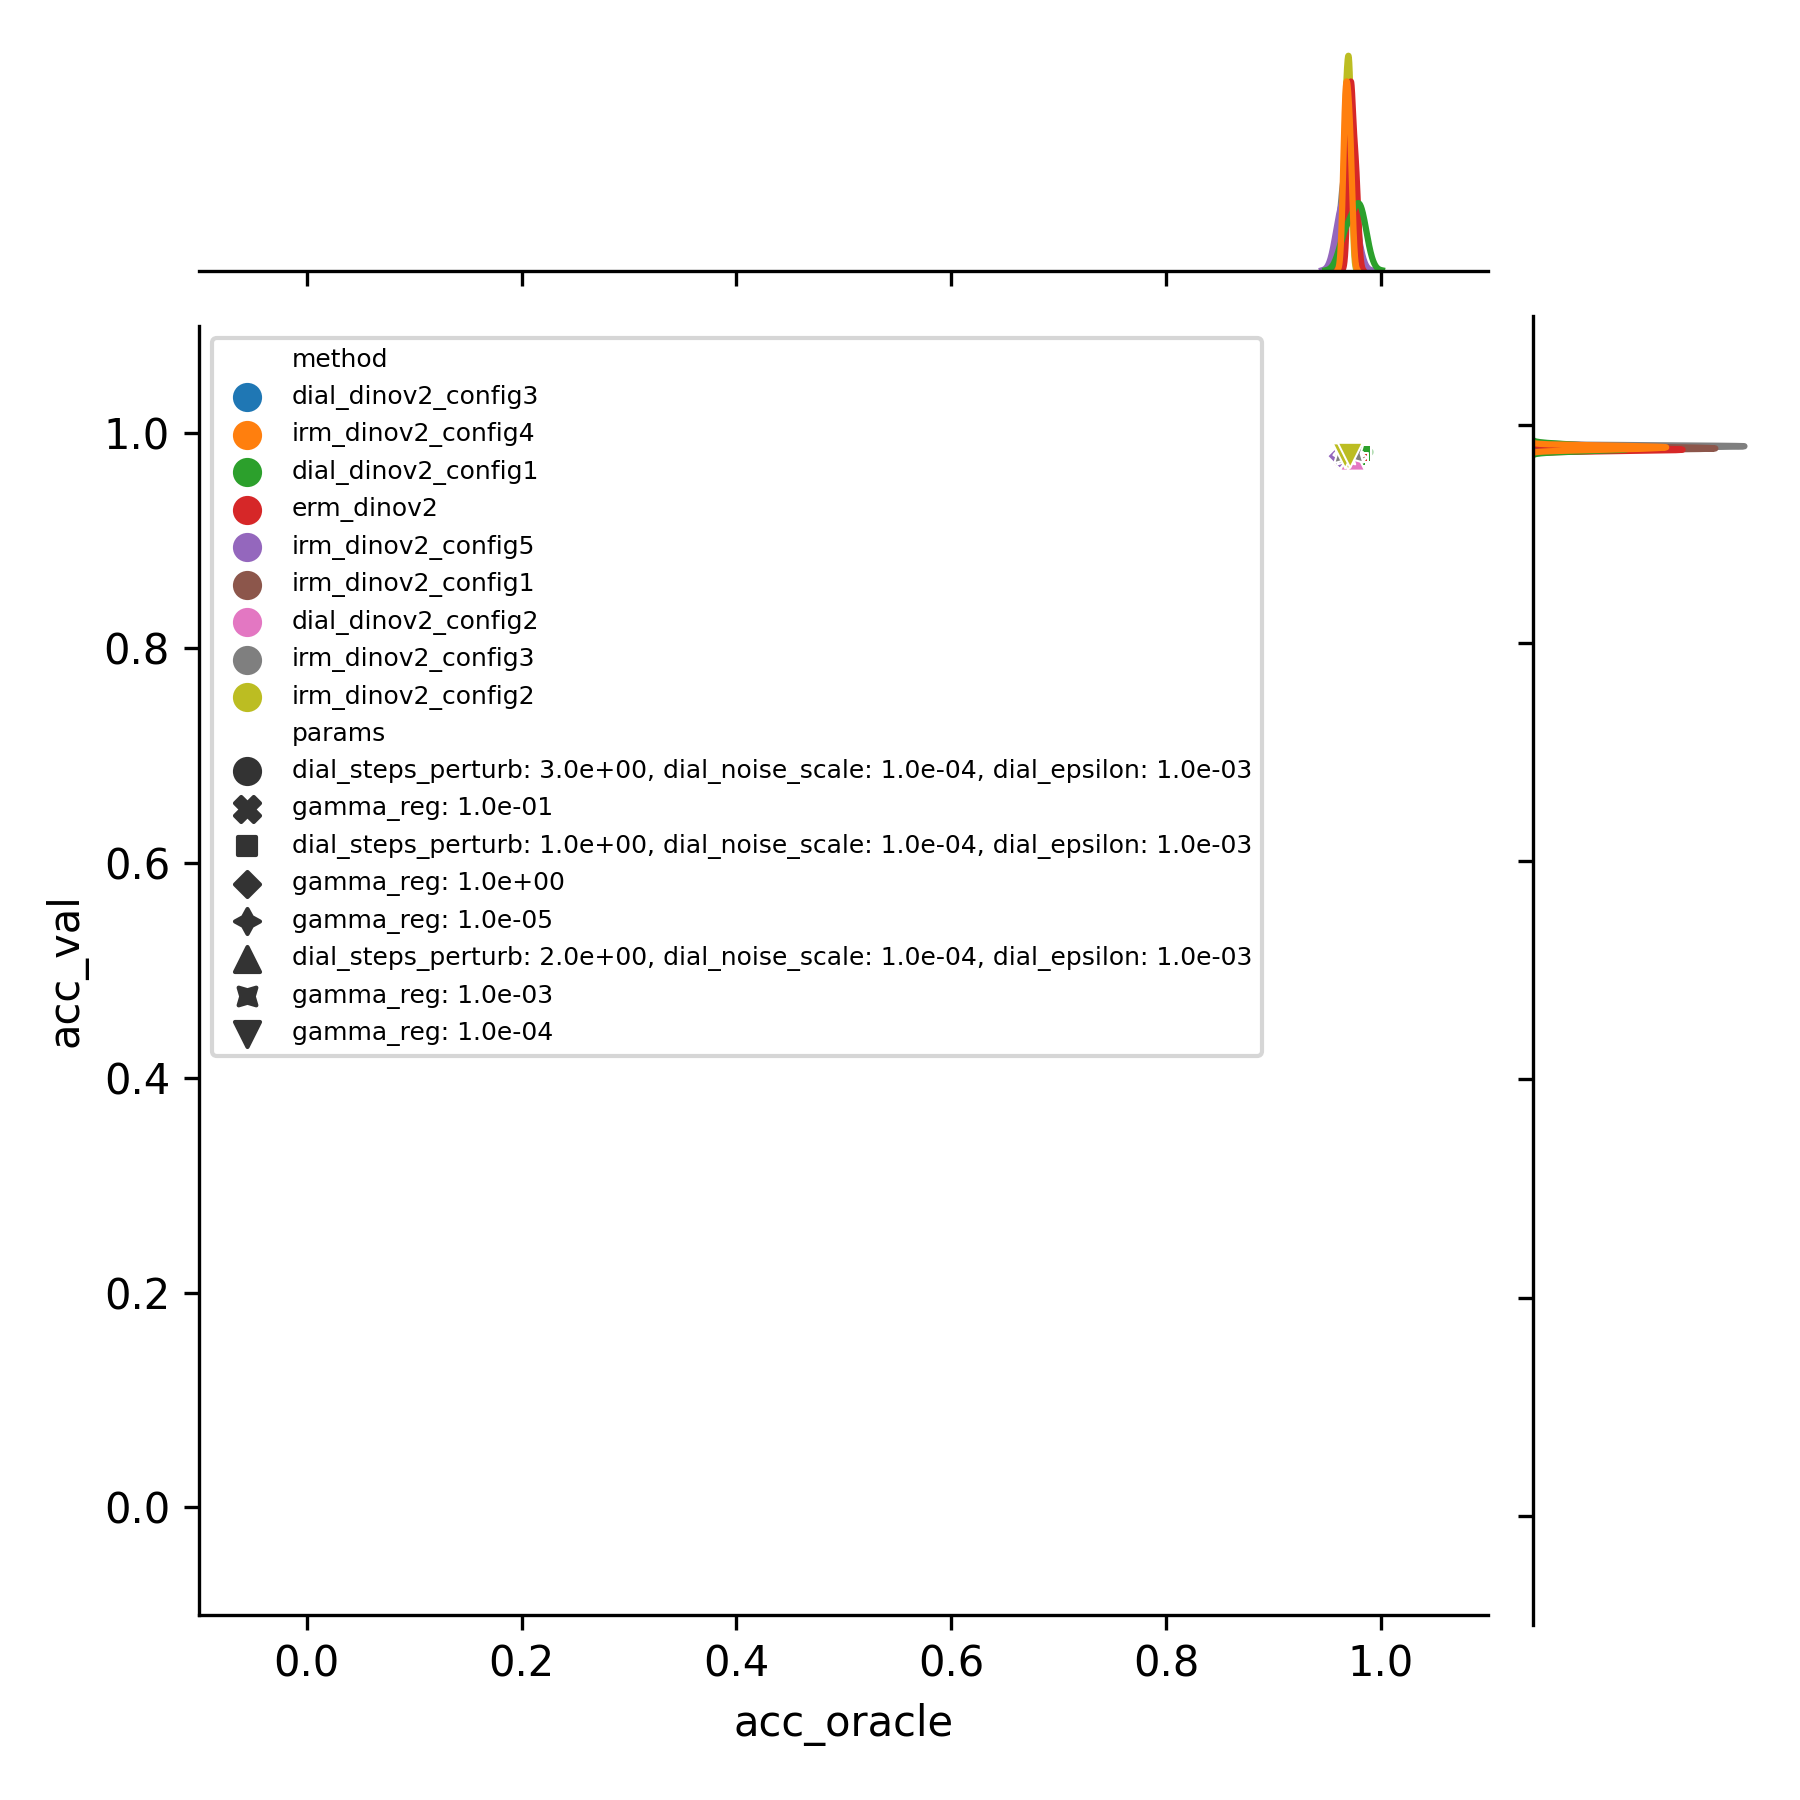 method
dial_dinov2_config3
irm_dinov2_config4
dial_dinov2_config1
erm_dinov2
irm_dinov2_config5
irm_dinov2_config1
dial_dinov2_config2
irm_dinov2_config3
irm_dinov2_config2
params
dial_steps_perturb: 3.0e+00, dial_noise_scale: 1.0e-04, dial_epsilon: 1.0e-03
gamma_reg: 1.0e-01
dial_steps_perturb: 1.0e+00, dial_noise_scale: 1.0e-04, dial_epsilon: 1.0e-03
gamma_reg: 1.0e+00
gamma_reg: 1.0e-05
dial_steps_perturb: 2.0e+00, dial_noise_scale: 1.0e-04, dial_epsilon: 1.0e-03
gamma_reg: 1.0e-03
gamma_reg: 1.0e-04
1.0
0.8
0.6
0.4
0.2
0.0
acc_val
0.0 0.2 0.4 0.6 0.8 1.0
acc_oracle